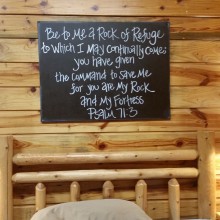 Be to Me a Rock of Refuge
to Which I May continually come;
you have given
the command to save Me
for you are My Rock
and My Fortress
Psalm 71:3